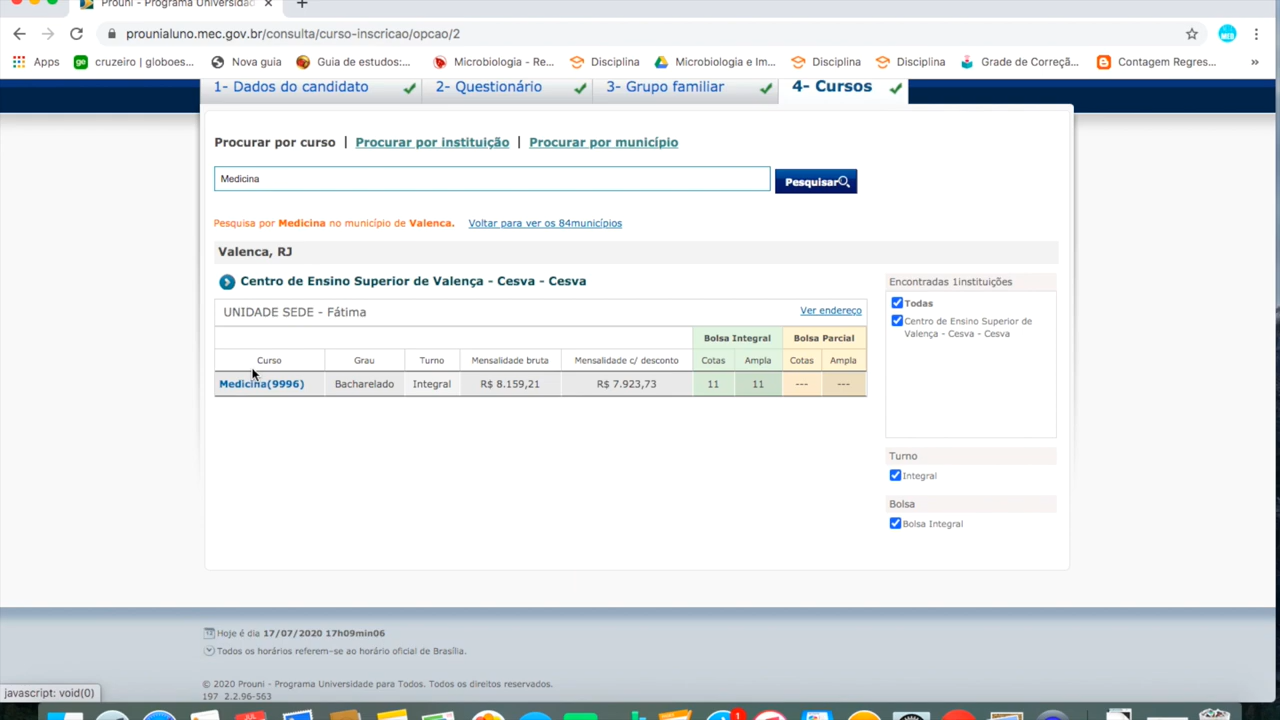 Prouni - Programa Universidad
prounialuno.mec.gov.br/consulta/curso-inscricao/opcao/2
Apps cruzeiro | globoes... Nova guia Guia de estudos:... Microbiologia - Re... Disciplina Microbiologia e Im... Disciplina Disciplina Grade de Correçã... Contagem Regres... »
1- Dados do candidato 2- Questionário 3- Grupo familiar 4- Cursos
Procurar por curso | Procurar por instituição | Procurar por município
Medicina Pesquisar
Pesquisa por Medicina no município de Valenca. Voltar para ver os 84municípios
Valenca, RJ
Centro de Ensino Superior de Valença - Cesva - Cesva
UNIDADE SEDE - Fátima Ver endereço
Bolsa Integral Bolsa Parcial
Curso Grau Turno Mensalidade bruta Mensalidade c/ desconto Cotas Ampla Cotas Ampla
Medicina(9996) Bacharelado Integral R$ 8.159,21 R$ 7.923,73 11 11 --- ---
Encontradas 1instituições
Todas
Centro de Ensino Superior de
Valença - Cesva - Cesva
Turno
Integral
Bolsa
Bolsa Integral
Hoje é dia 17/07/2020 17h09min06
Todos os horários referem-se ao horário oficial de Brasília.
© 2020 Prouni - Programa Universidade para Todos. Todos os direitos reservados.
197 2.2.96-563
javascript: void(0)
1